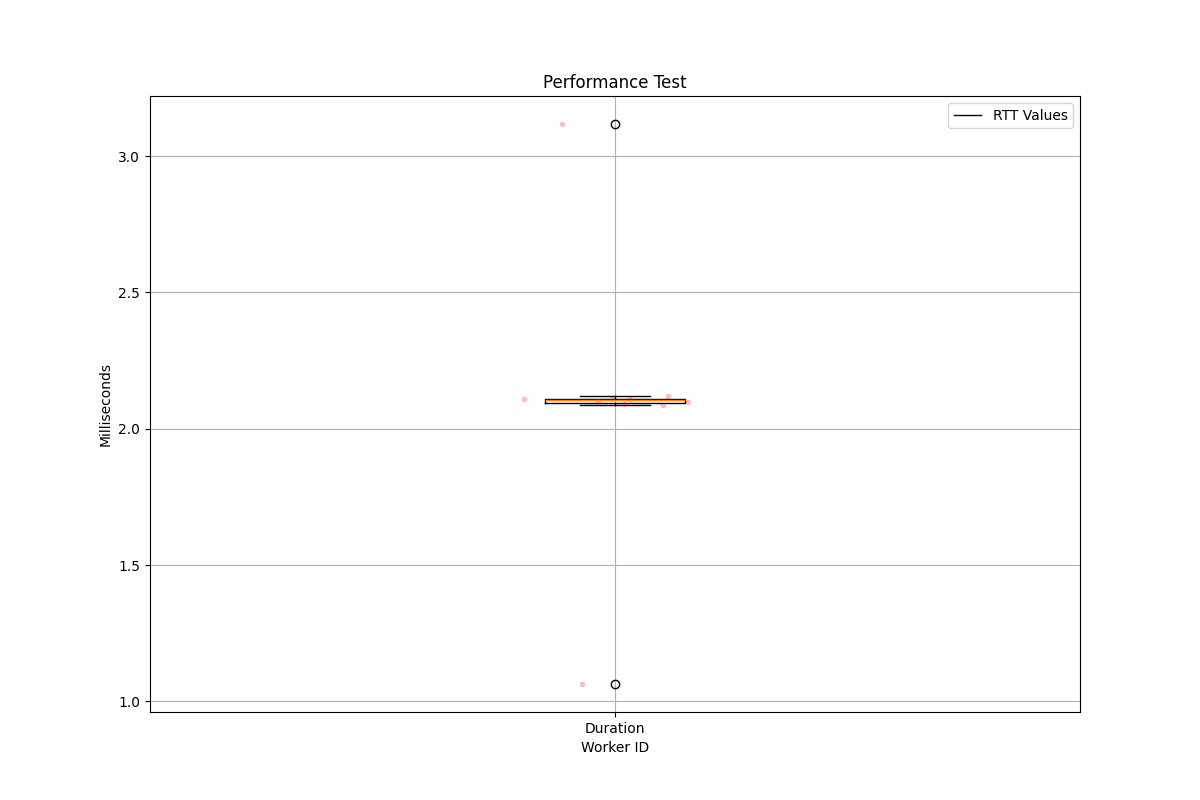 Performance Test
RTT Values
Milliseconds
3.0
2.5
2.0
1.5
1.0
Duration
Worker ID